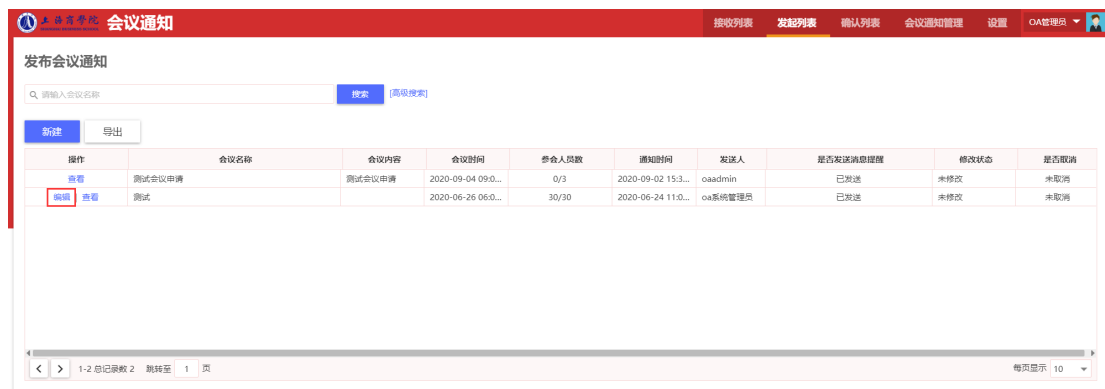 上海商学院 会议通知 接收列表 发起列表 确认列表 会议通知管理 设置 OA管理员
发布会议通知
请输入会议名称 搜索 [高级搜索]
新建 导出
操作 会议名称 会议内容 会议时间 参会人员数 通知时间 发送人 是否发送消息提醒 修改状态 是否取消
查看 测试会议申请 测试会议申请 2020-09-04 09:0... 0/3 2020-09-02 15:3... oaadmin 已发送 未修改 未取消
编辑 查看 测试 2020-06-26 06:0... 30/30 2020-06-24 11:0... oa系统管理员 已发送 未修改 未取消
1-2 总记录数 2 跳转至 1 页 每页显示 10